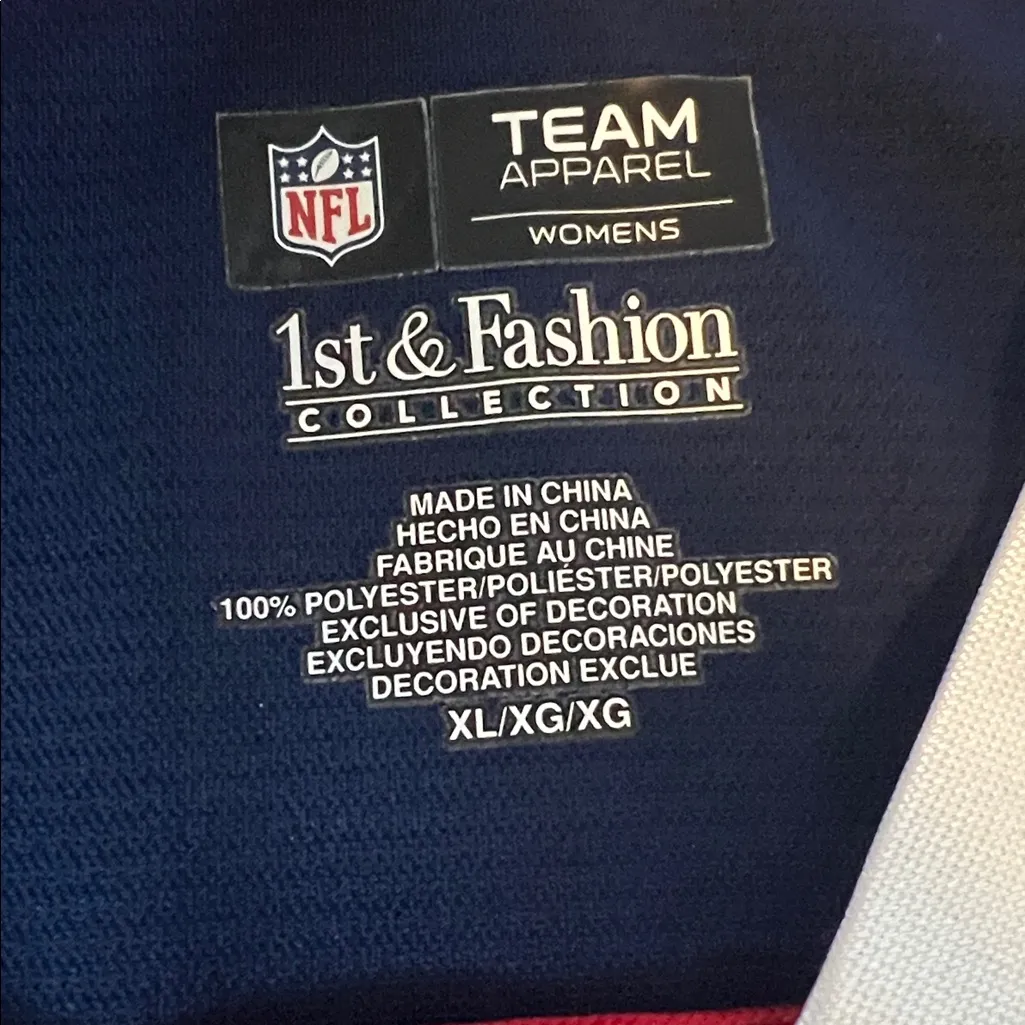 NFL
TEAM
APPAREL
WOMENS
1st & Fashion
COLLECTION
MADE IN CHINA
HECHO EN CHINA
FABRIQUE AU CHINE
100% POLYESTER/POLIÉSTER/POLYESTER
EXCLUSIVE OF DECORATION
EXCLUYENDO DECORACIONES
DECORATION EXCLUE
XL/XG/XG